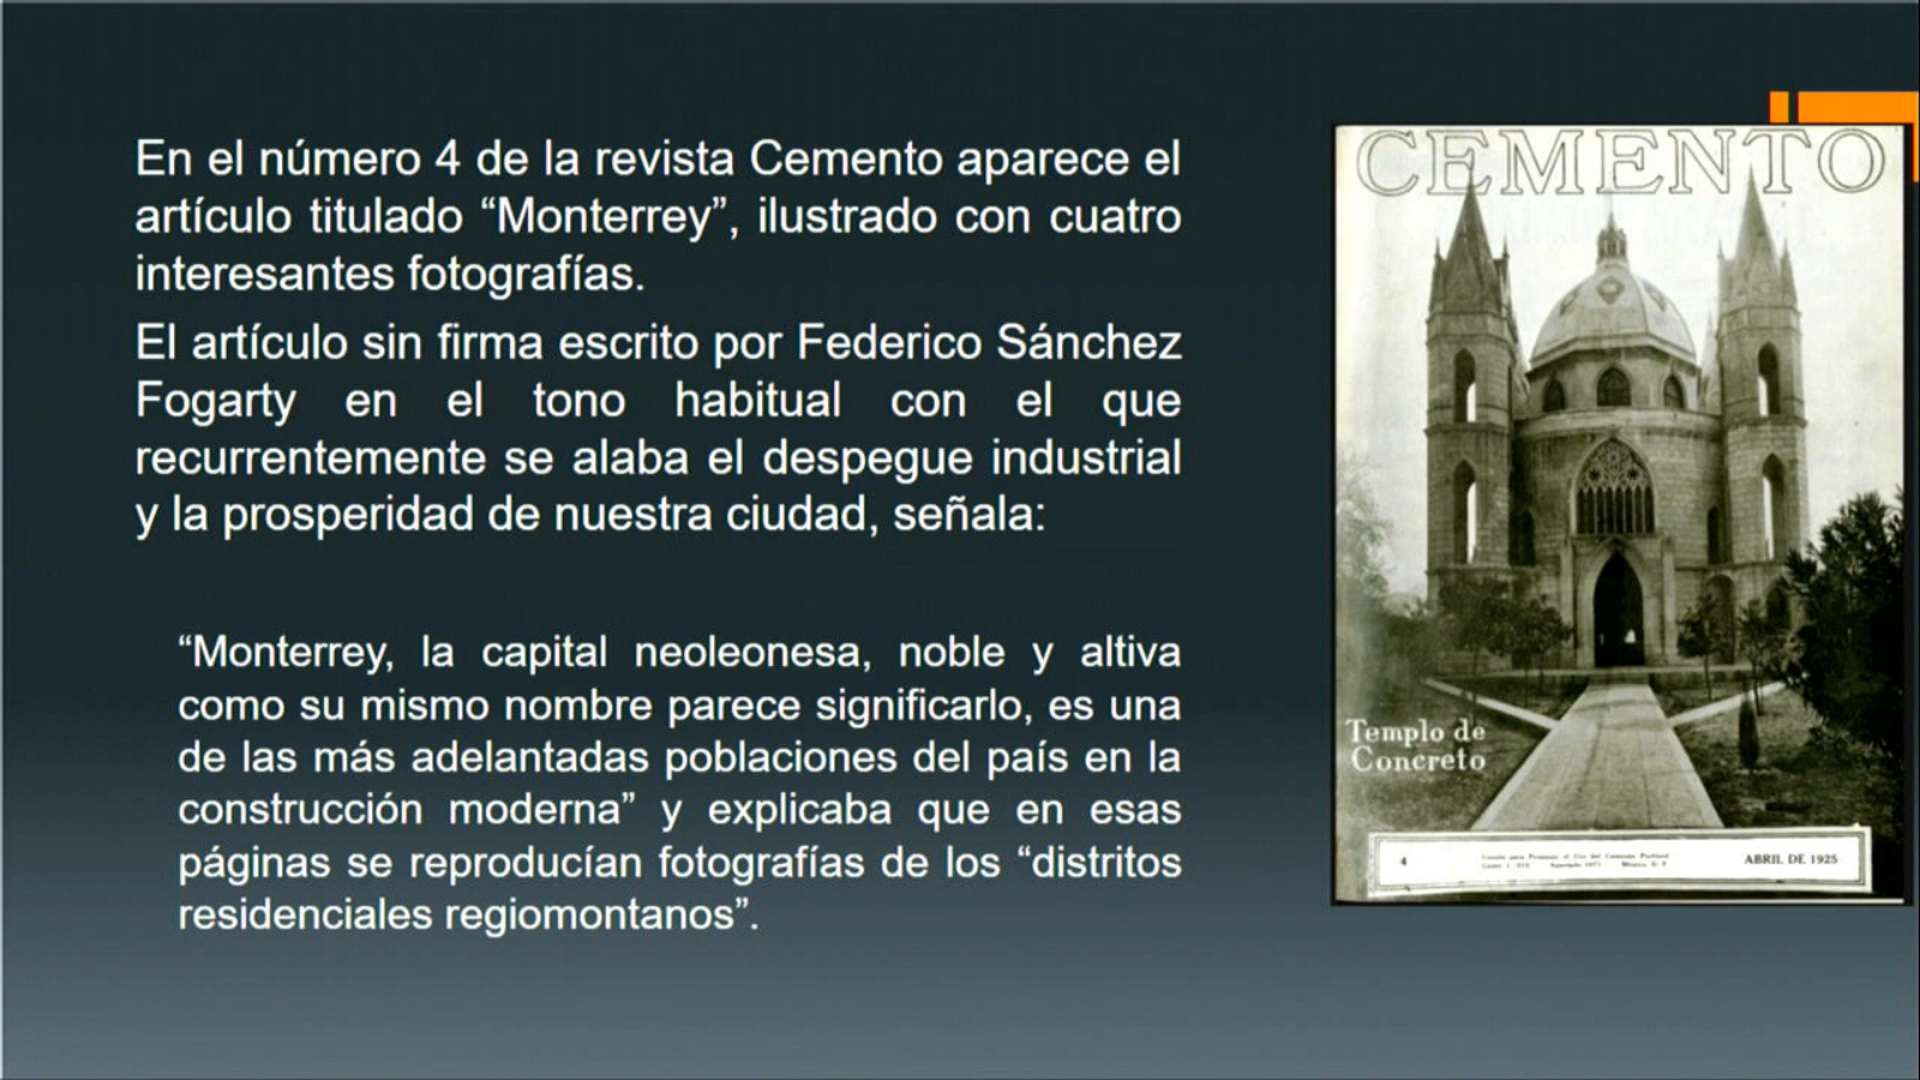 En el número 4 de la revista Cemento aparece el
artículo titulado “Monterrey”, ilustrado con cuatro
interesantes fotografías.
El artículo sin firma escrito por Federico Sánchez
Fogarty en el tono habitual con el que
recurrentemente se alaba el despegue industrial
y la prosperidad de nuestra ciudad, señala:
“Monterrey, la capital neoleonesa, noble y altiva
como su mismo nombre parece significarlo, es una
de las más adelantadas poblaciones del país en la
construcción moderna” y explicaba que en esas
páginas se reproducían fotografías de los “distritos
residenciales regiomontanos”.
CEMENTO
Templo de
Concreto
4
ABRIL DE 1925